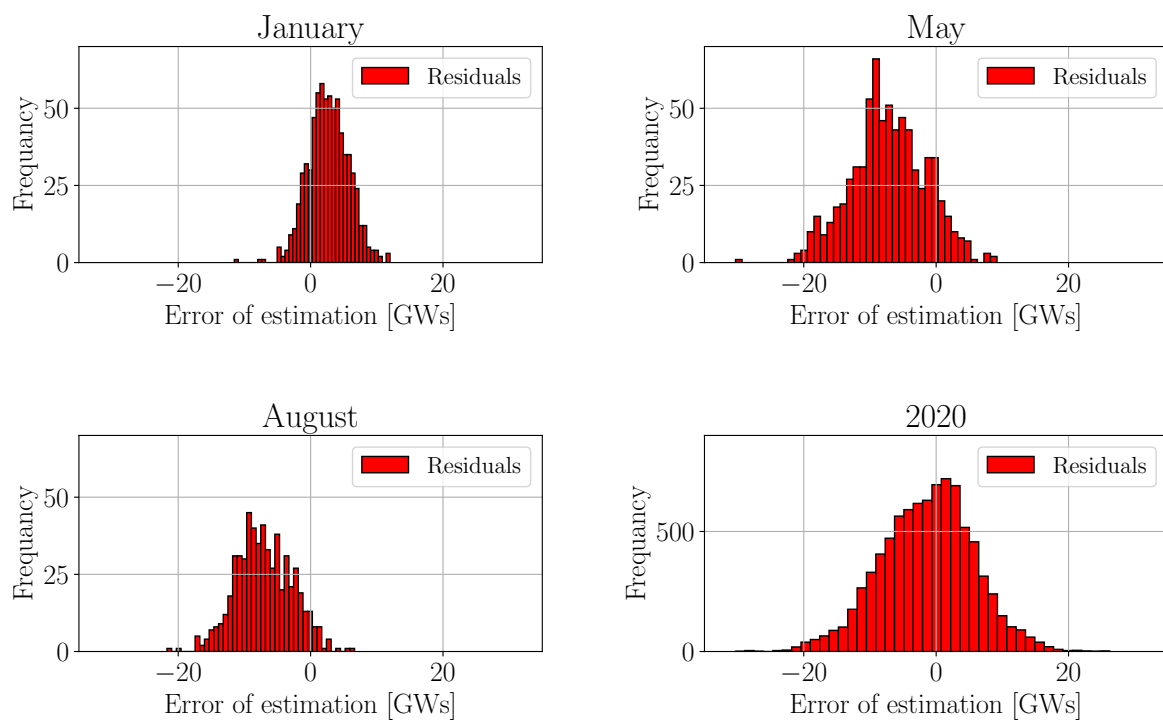 January
Residuals
Frequancy
50
25
0
−20 0 20
Error of estimation [GWs]
May
Residuals
Frequancy
50
25
0
−20 0 20
Error of estimation [GWs]
August
Residuals
Frequancy
50
25
0
−20 0 20
Error of estimation [GWs]
2020
Residuals
Frequancy
500
0
−20 0 20
Error of estimation [GWs]